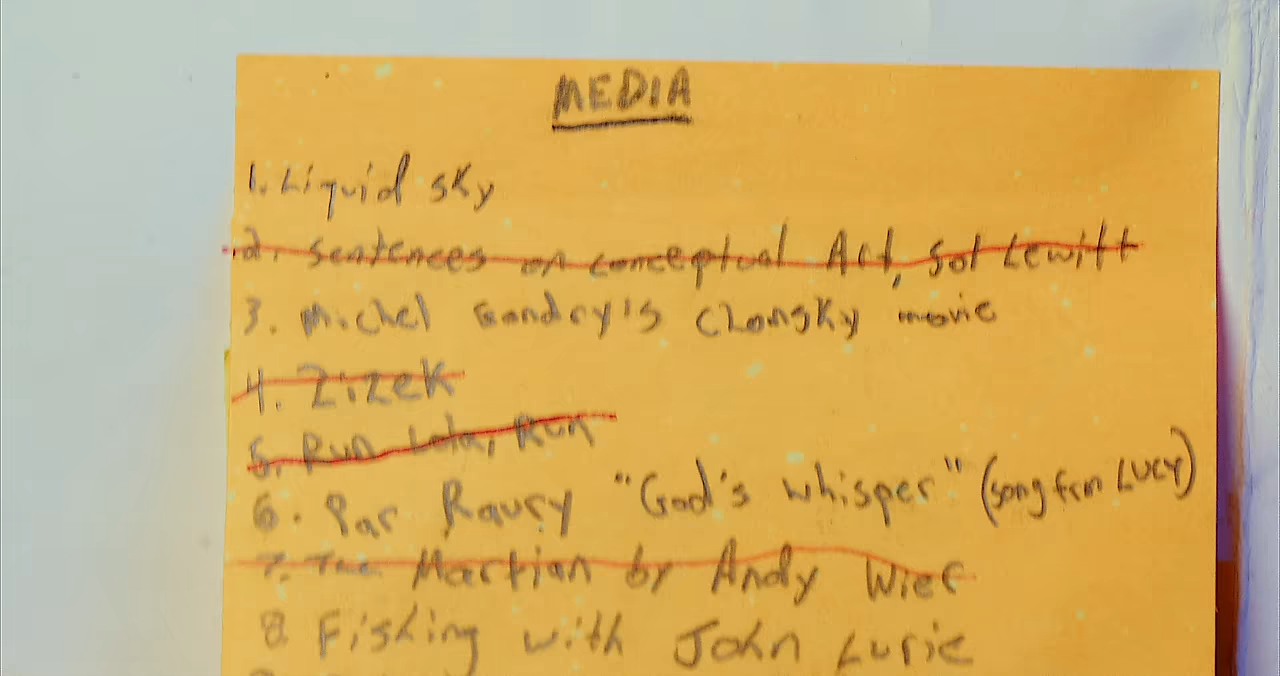 MEDIA
1. Liquid sky
2. Sentences on conceptual Art, Sol Lewitt
3. Michel Gondry's Chomsky movie
4. Zizek
5. Run Lola, Run
6. Par Raury "God's whisper" (song frm LUCY)
7. The Martian by Andy Wier
8. Fishing with John Lurie